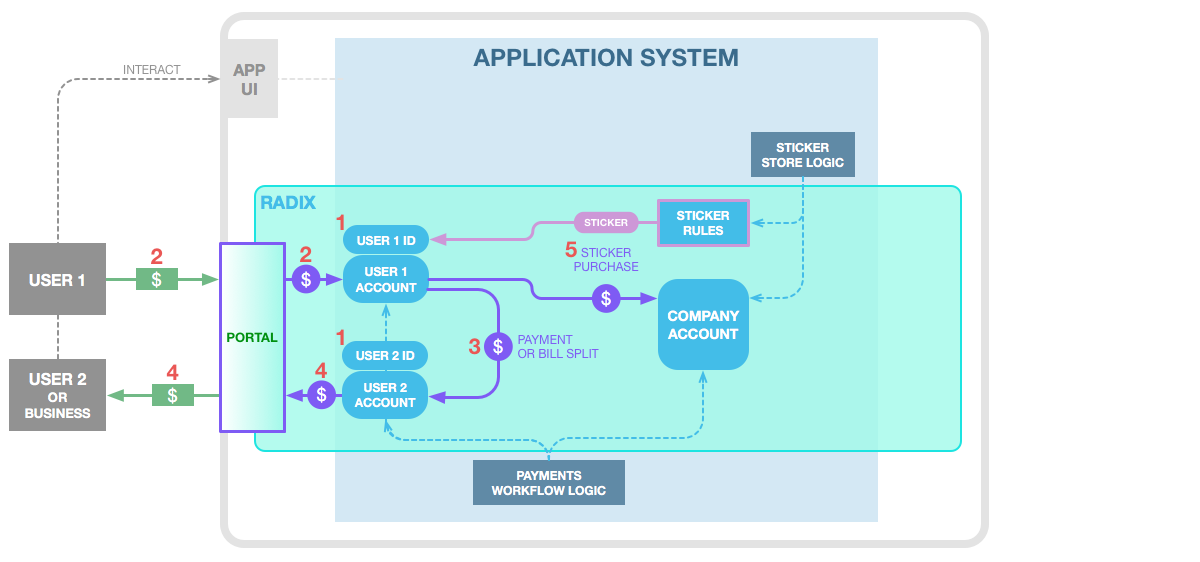 APPLICATION SYSTEM
INTERACT
APP
UI
STICKER
STORE LOGIC
RADIX
1
USER 1 ID
STICKER
STICKER
RULES
2
$
USER 1
2
$
USER 1
ACCOUNT
5 STICKER
PURCHASE
$
COMPANY
ACCOUNT
PORTAL
1
USER 2 ID
3
$
PAYMENT
OR BILL SPLIT
USER 2
OR
BUSINESS
4
$
4
$
USER 2
ACCOUNT
PAYMENTS
WORKFLOW LOGIC